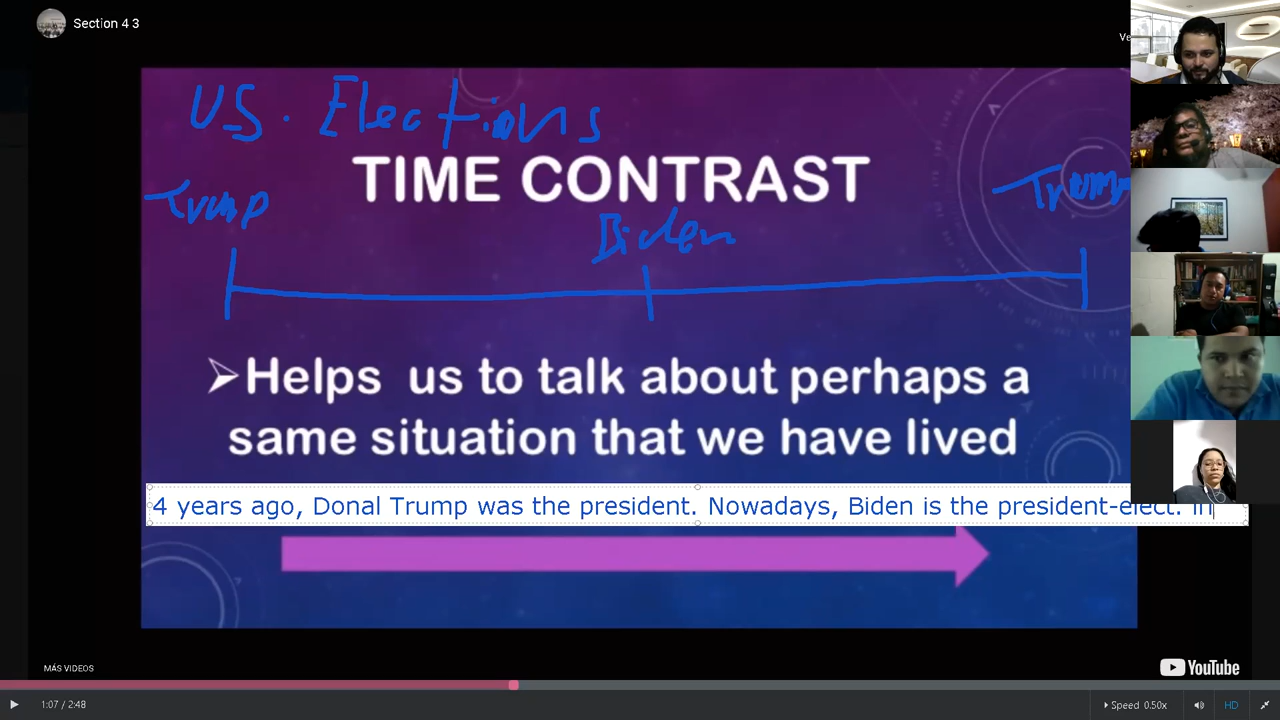 Section 4 3
Ve
U.S. Elections
TIME CONTRAST
Trump
Biden
Trump
➢Helps us to talk about perhaps a
same situation that we have lived
4 years ago, Donal Trump was the president. Nowadays, Biden is the president-elect. In
MÁS VIDEOS
YouTube
1:07 / 2:48
Speed 0.50x
HD